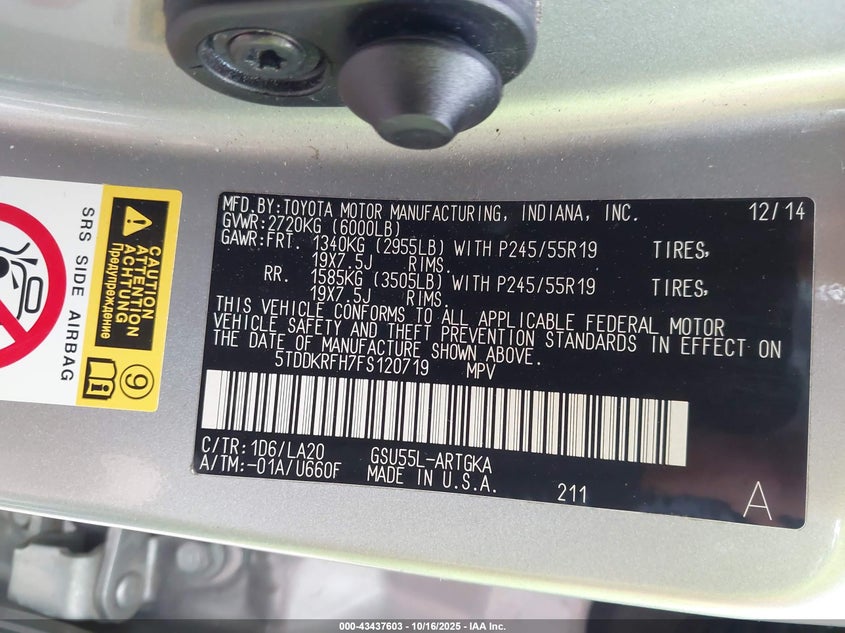 SRS SIDE AIRBAG
CAUTION
ATTENTION
ACHTUNG
Предупреждение
9
MFD.BY:TOYOTA MOTOR MANUFACTURING, INDIANA, INC. 12/14
GVWR:2720KG (6000LB)
GAWR:FRT. 1340KG (2955LB) WITH P245/55R19 TIRES,
19X7.5J RIMS.
RR. 1585KG (3505LB) WITH P245/55R19 TIRES,
19X7.5J RIMS.
THIS VEHICLE CONFORMS TO ALL APPLICABLE FEDERAL MOTOR
VEHICLE SAFETY AND THEFT PREVENTION STANDARDS IN EFFECT ON
THE DATE OF MANUFACTURE SHOWN ABOVE.
5TDDKRFH7FS120719 MPV
C/TR:1D6/LA20 GSU55L-ARTGKA
A/TM:-01A/U660F MADE IN U.S.A.
211
A
000-43437603 - 10/16/2025 - IAA Inc.